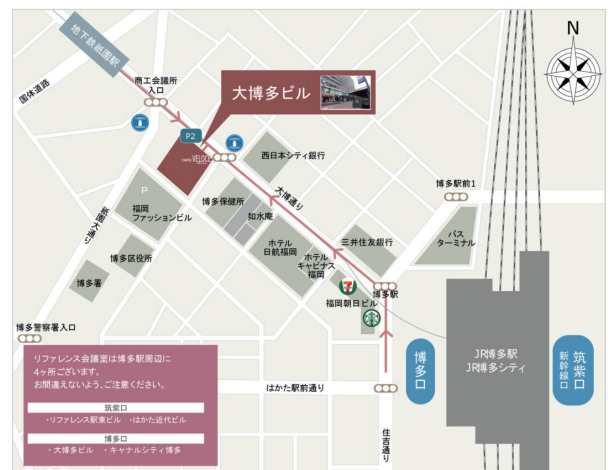 地下鉄祇園駅
国体道路
商工会議所
入口
大博多ビル
N
P2
CAFFE VELOCE
西日本シティ銀行
大博通り
博多駅前1
P
福岡
ファッションビル
博多保健所
如水庵
祇園大通り
博多区役所
博多署
ホテル
日航福岡
ホテル
キャビナス
福岡
三井住友銀行
バス
ターミナル
7
福岡朝日ビル
博多駅
博多警察署入口
博多口
JR博多駅
JR博多シティ
筑紫口
新幹線口
はかた駅前通り
住吉通り
リファレンス会議室は博多駅周辺に
4ヶ所ございます。
お間違えないよう、ご注意ください。
筑紫口
・リファレンス駅東ビル ・はかた近代ビル
博多口
・大博多ビル ・キャナルシティ博多